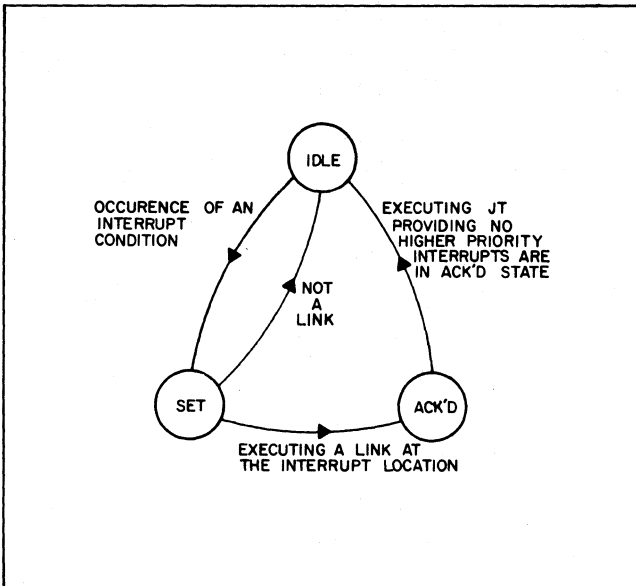 IDLE
OCCURENCE OF AN
INTERRUPT
CONDITION
EXECUTING JT
PROVIDING NO
HIGHER PRIORITY
INTERRUPTS ARE
IN ACK'D STATE
NOT
A
LINK
SET
ACK'D
EXECUTING A LINK AT
THE INTERRUPT LOCATION